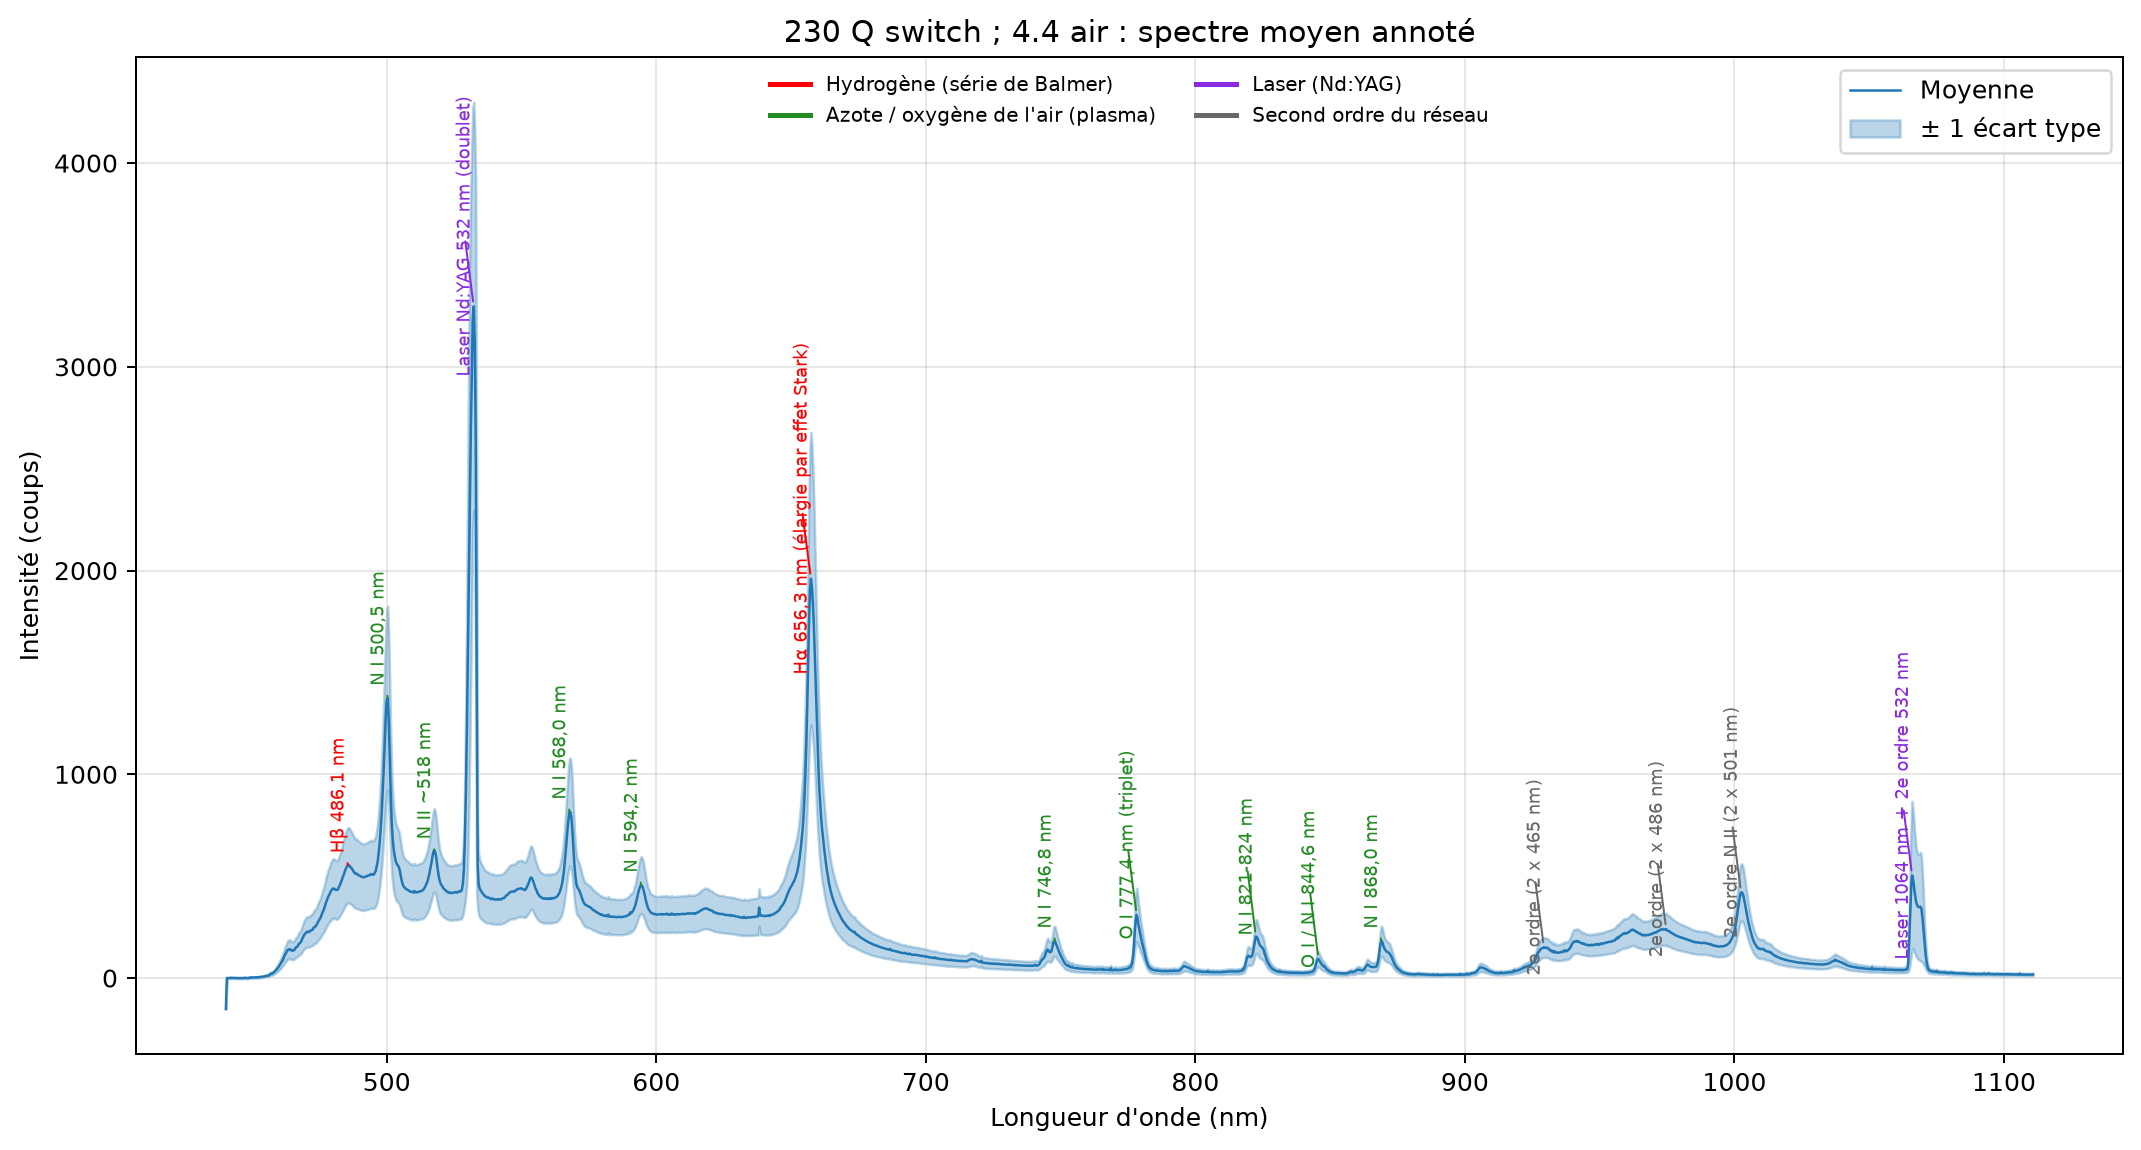 230 Q switch ; 4.4 air : spectre moyen annoté
Hydrogène (série de Balmer)
Azote / oxygène de l'air (plasma)
Laser (Nd:YAG)
Second ordre du réseau
Moyenne
± 1 écart type
Intensité (coups)
4000
3000
2000
1000
0
Hβ 486,1 nm
N I 500,5 nm
N II ~518 nm
Laser Nd:YAG 532 nm (doublet)
N I 568,0 nm
N I 594,2 nm
Hα 656,3 nm (élargie par effet Stark)
N I 746,8 nm
O I 777,4 nm (triplet)
N I 821-824 nm
O I / N I 844,6 nm
N I 868,0 nm
2e ordre (2 x 465 nm)
2e ordre (2 x 486 nm)
2e ordre N II (2 x 501 nm)
Laser 1064 nm + 2e ordre 532 nm
500
600
700
800
900
1000
1100
Longueur d'onde (nm)